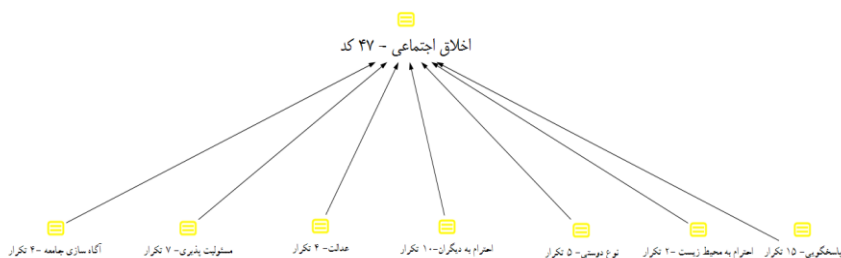 اخلاق اجتماعی - ۴۷ کد
پاسخگویی- ۱۵ تکرار
احترام به محیط زیست -۲ تکرار
نوع دوستی- ۵ تکرار
احترام به دیگران-۱۰ تکرار
عدالت- ۴ تکرار
مسئولیت پذیری- ۷ تکرار
آگاه سازی جامعه -۴ تکرار